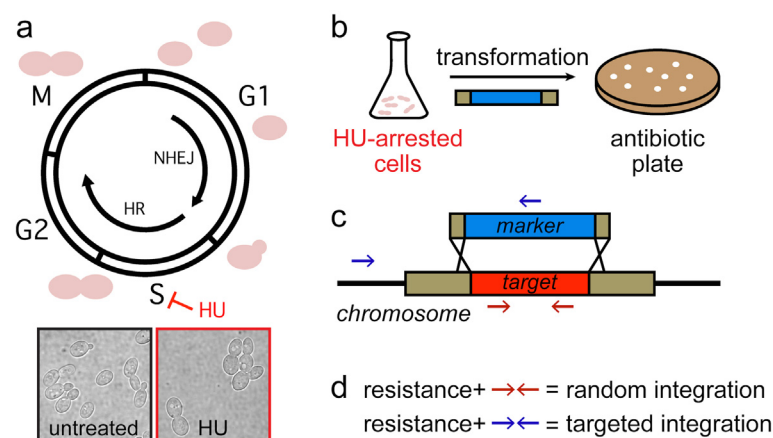 a
M
G1
NHEJ
HR
G2
S
HU
untreated
HU
b
transformation
HU-arrested
cells
antibiotic
plate
c
marker
target
chromosome
d
resistance+ →← = random integration
resistance+ →← = targeted integration